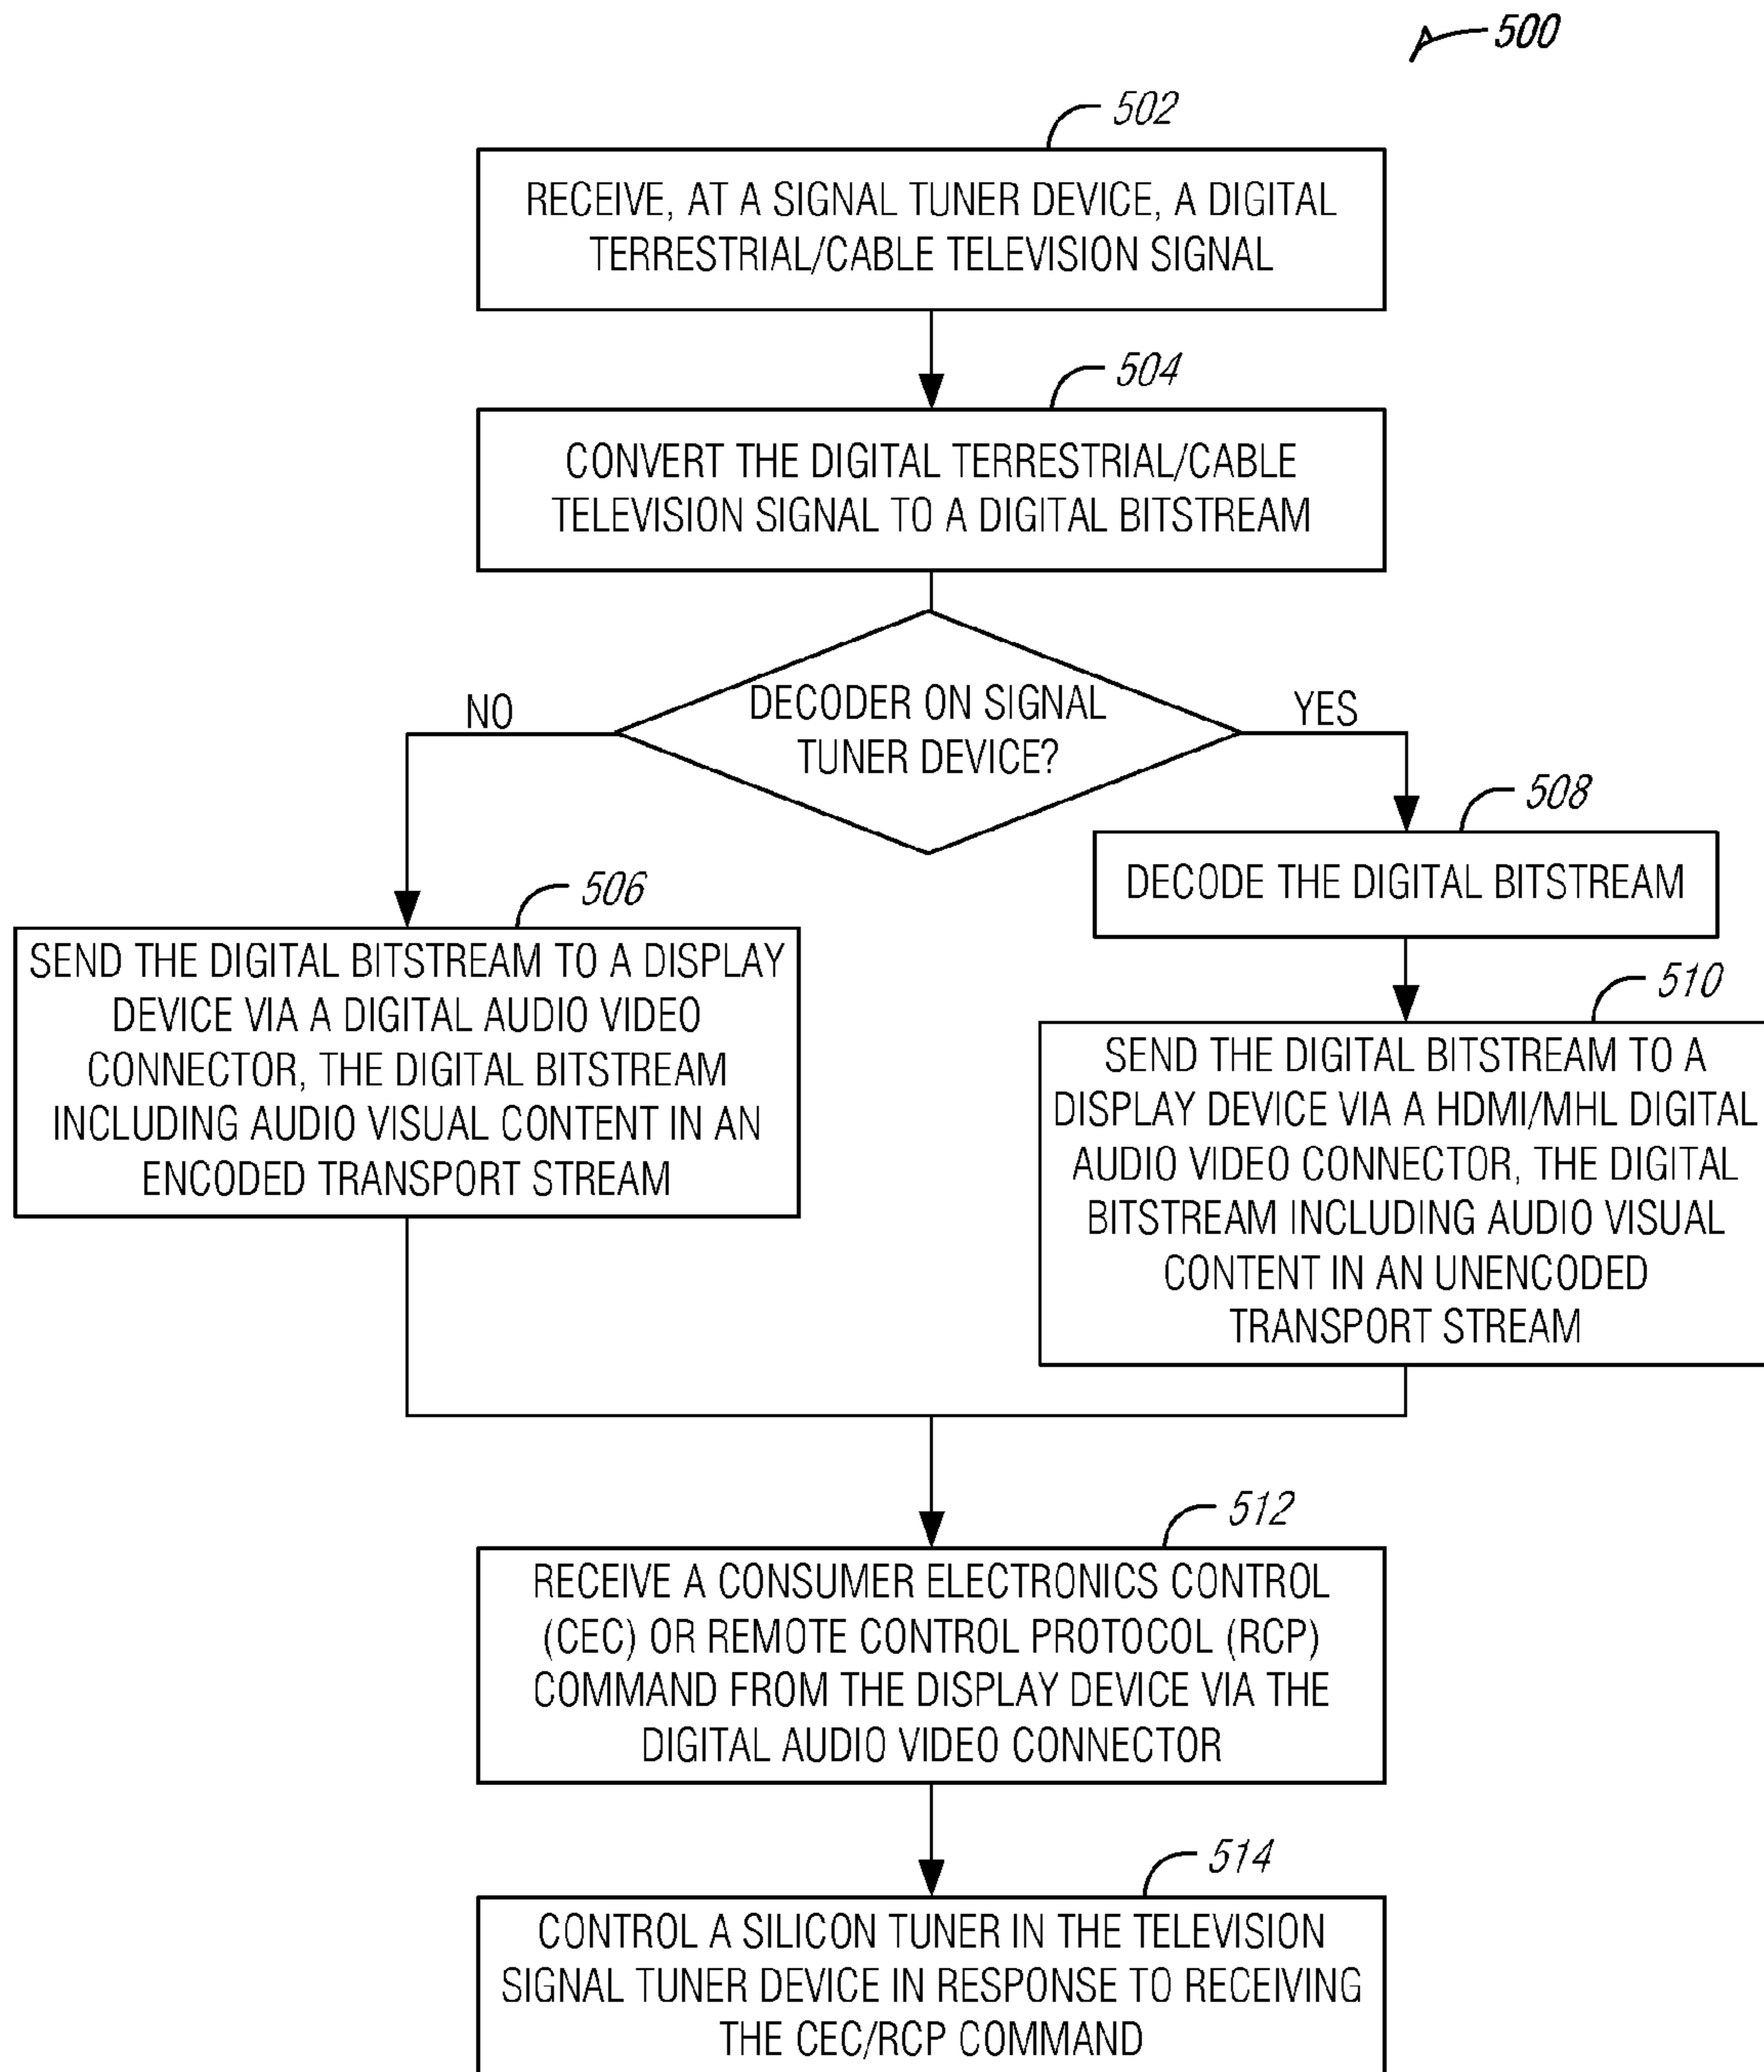 500
502
RECEIVE, AT A SIGNAL TUNER DEVICE, A DIGITAL
TERRESTRIAL/CABLE TELEVISION SIGNAL
504
CONVERT THE DIGITAL TERRESTRIAL/CABLE
TELEVISION SIGNAL TO A DIGITAL BITSTREAM
DECODER ON SIGNAL
TUNER DEVICE?
NO
YES
506
SEND THE DIGITAL BITSTREAM TO A DISPLAY
DEVICE VIA A DIGITAL AUDIO VIDEO
CONNECTOR, THE DIGITAL BITSTREAM
INCLUDING AUDIO VISUAL CONTENT IN AN
ENCODED TRANSPORT STREAM
508
DECODE THE DIGITAL BITSTREAM
510
SEND THE DIGITAL BITSTREAM TO A
DISPLAY DEVICE VIA A HDMI/MHL DIGITAL
AUDIO VIDEO CONNECTOR, THE DIGITAL
BITSTREAM INCLUDING AUDIO VISUAL
CONTENT IN AN UNENCODED
TRANSPORT STREAM
512
RECEIVE A CONSUMER ELECTRONICS CONTROL
(CEC) OR REMOTE CONTROL PROTOCOL (RCP)
COMMAND FROM THE DISPLAY DEVICE VIA THE
DIGITAL AUDIO VIDEO CONNECTOR
514
CONTROL A SILICON TUNER IN THE TELEVISION
SIGNAL TUNER DEVICE IN RESPONSE TO RECEIVING
THE CEC/RCP COMMAND